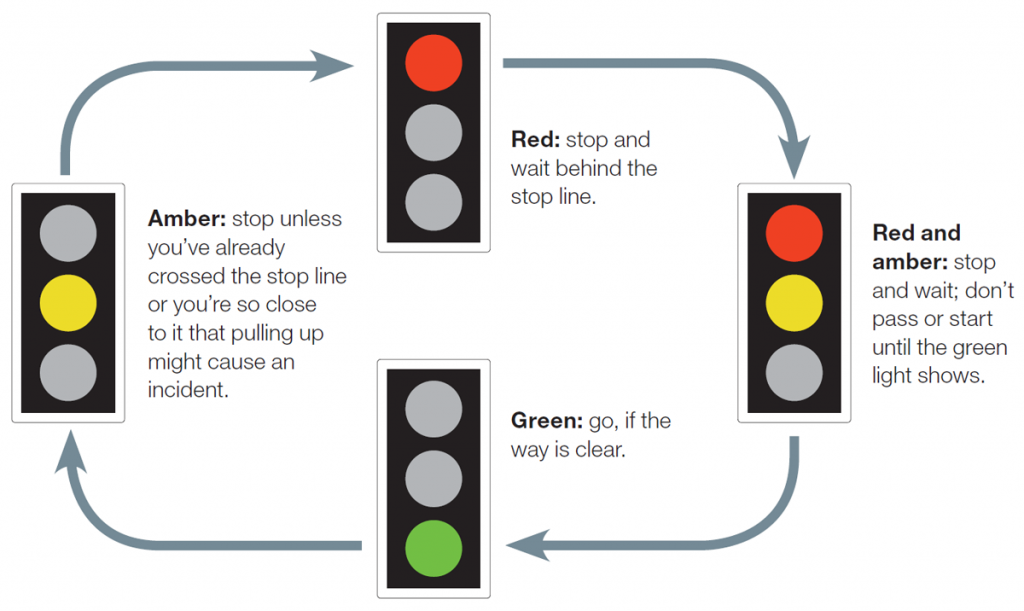 Red: stop and
wait behind the
stop line.
Amber: stop unless
you’ve already
crossed the stop line
or you’re so close
to it that pulling up
might cause an
incident.
Red and
amber: stop
and wait; don’t
pass or start
until the green
light shows.
Green: go, if the
way is clear.